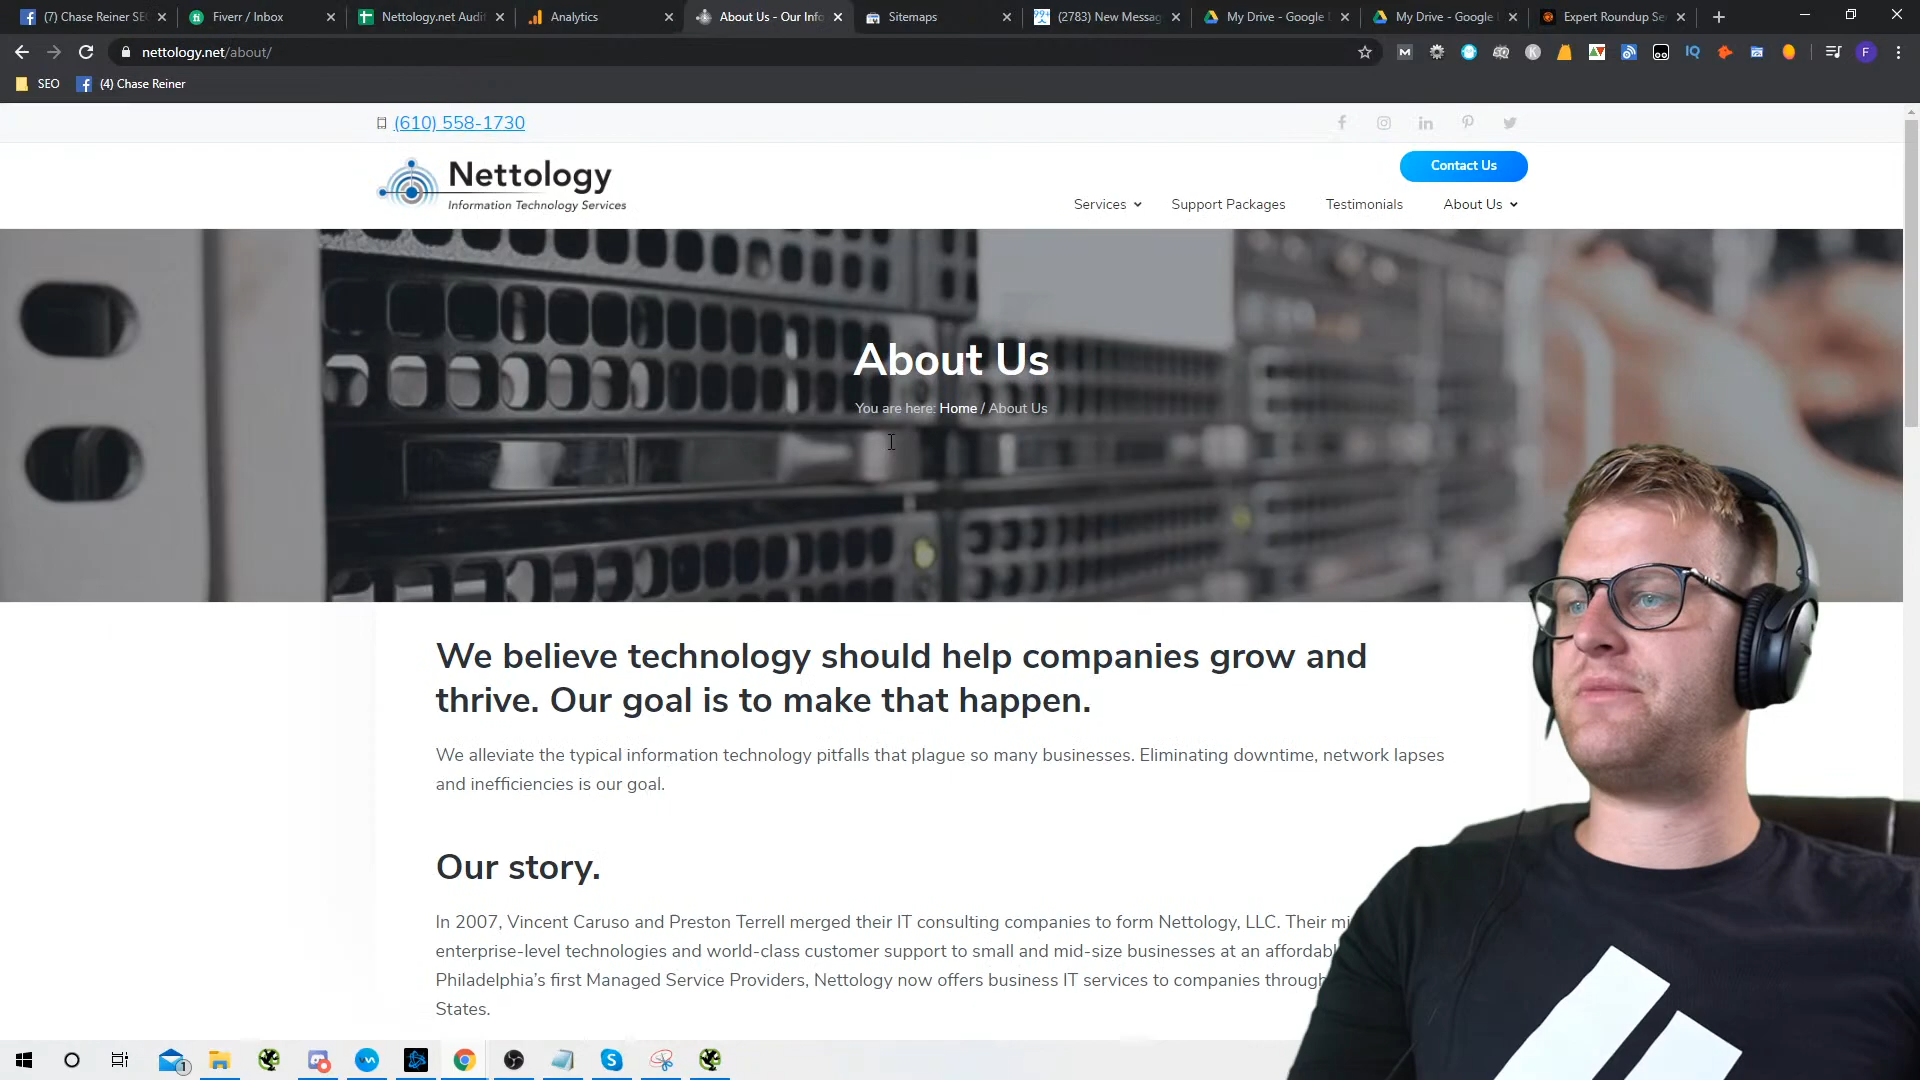 (7) Chase Reiner SE
Fiverr / Inbox
Nettology.net Audi
Analytics
About Us - Our Info
Sitemaps
(2783) New Messag
My Drive - Google
My Drive - Google
Expert Roundup Se
nettology.net/about/
SEO
(4) Chase Reiner
(610) 558-1730
Contact Us
Nettology
Information Technology Services
Services
Support Packages
Testimonials
About Us
About Us
You are here: Home / About Us
We believe technology should help companies grow and
thrive. Our goal is to make that happen.
We alleviate the typical information technology pitfalls that plague so many businesses. Eliminating downtime, network lapses
and inefficiencies is our goal.
Our story.
In 2007, Vincent Caruso and Preston Terrell merged their IT consulting companies to form Nettology, LLC. Their mi
enterprise-level technologies and world-class customer support to small and mid-size businesses at an affordabl
Philadelphia's first Managed Service Providers, Nettology now offers business IT services to companies through
States.